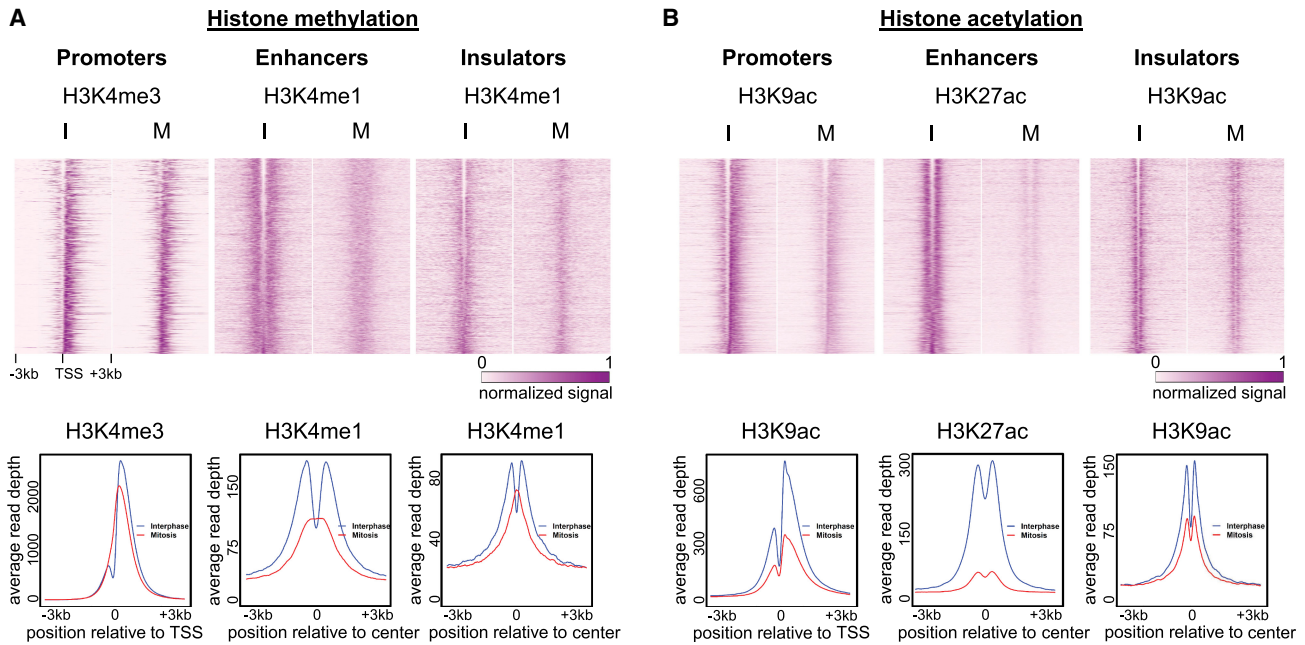 A
Histone methylation
Promoters Enhancers Insulators
H3K4me3 H3K4me1 H3K4me1
I M I M I M
-3kb TSS +3kb
0 1
normalized signal
H3K4me3 H3K4me1 H3K4me1
average read depth
0 1000 2000
Interphase
Mitosis
-3kb 0 +3kb
position relative to TSS
average read depth
0 75 150
Interphase
Mitosis
-3kb 0 +3kb
position relative to center
average read depth
0 40 80
Interphase
Mitosis
-3kb 0 +3kb
position relative to center
B
Histone acetylation
Promoters Enhancers Insulators
H3K9ac H3K27ac H3K9ac
I M I M I M
0 1
normalized signal
H3K9ac H3K27ac H3K9ac
average read depth
0 300 600
Interphase
Mitosis
-3kb 0 +3kb
position relative to TSS
average read depth
0 150 300
Interphase
Mitosis
-3kb 0 +3kb
position relative to center
average read depth
0 75 150
Interphase
Mitosis
-3kb 0 +3kb
position relative to center